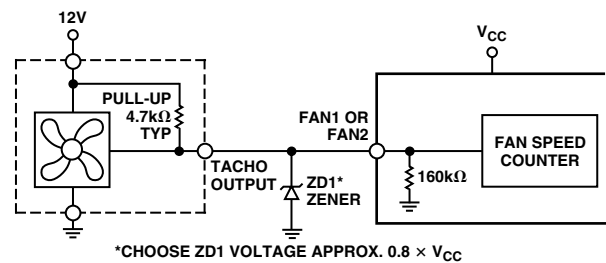 12V
VCC
PULL-UP
4.7kΩ
TYP
FAN1 OR
FAN2
FAN SPEED
COUNTER
TACHO
OUTPUT
ZD1*
ZENER
160kΩ
*CHOOSE ZD1 VOLTAGE APPROX. 0.8 × VCC